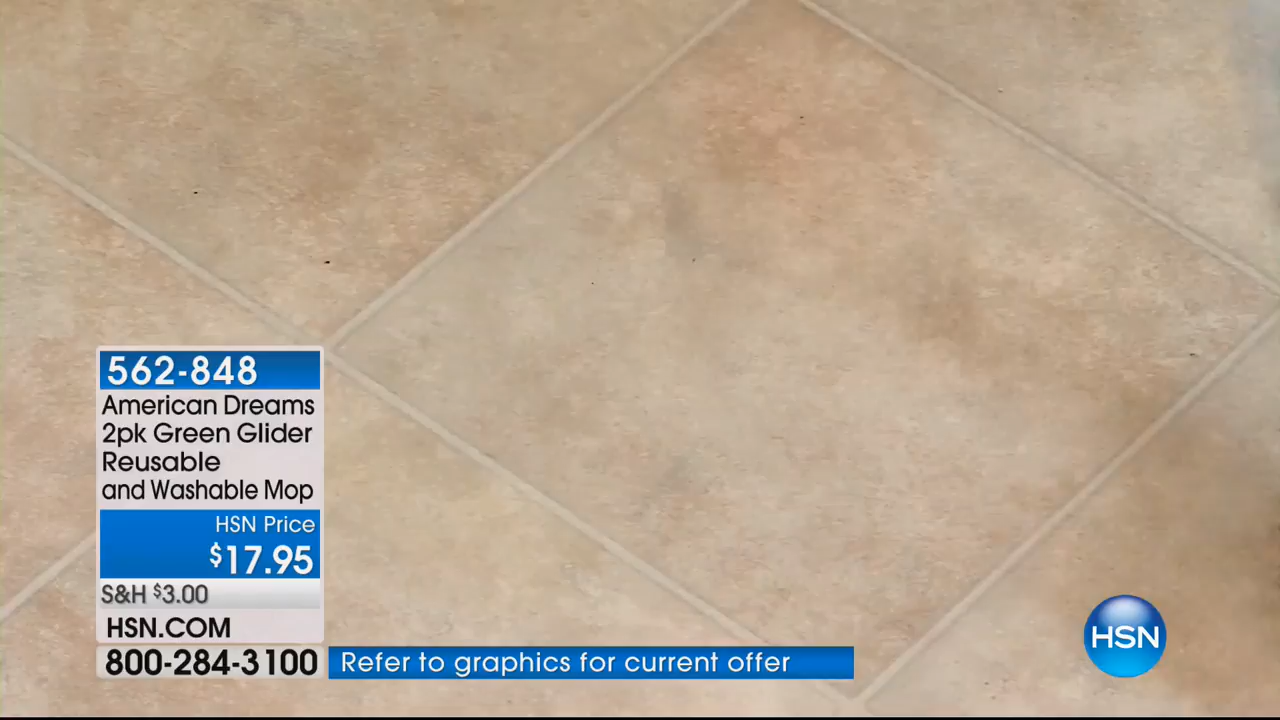 562-848
American Dreams
2pk Green Glider
Reusable
and Washable Mop
HSN Price
$17.95
S&H $3.00
HSN.COM
800-284-3100
Refer to graphics for current offer
HSN